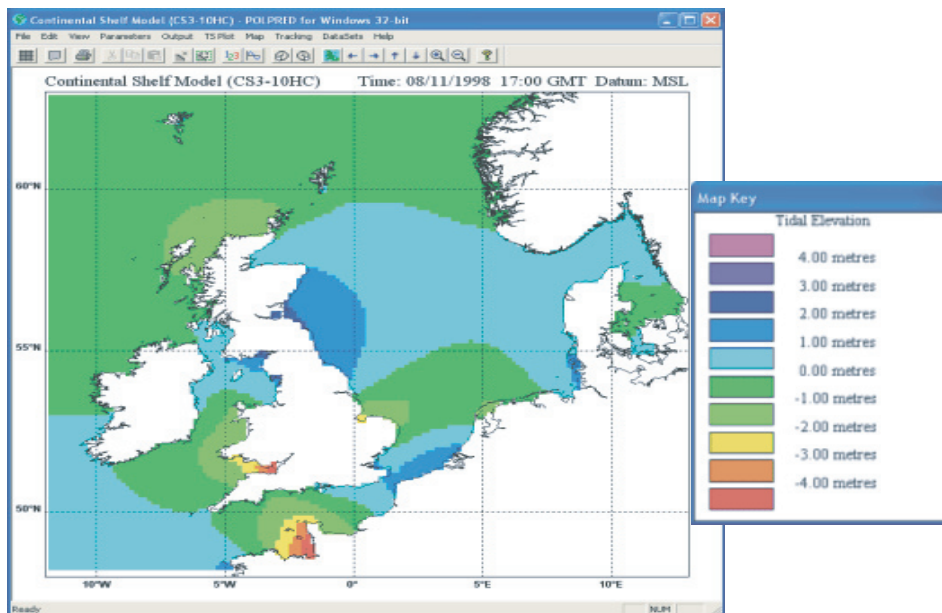 Continental Shelf Model (CS3-10HC) - POLPRED for Windows 32-bit
File Edit View Parameters Output TS Plot Map Tracking DataSets Help
Continental Shelf Model (CS3-10HC) Time: 08/11/1998 17:00 GMT Datum: MSL
60°N
55°N
50°N
10°W 5°W 0° 5°E 10°E
Ready NUM
Map Key
Tidal Elevation
4.00 metres
3.00 metres
2.00 metres
1.00 metres
0.00 metres
-1.00 metres
-2.00 metres
-3.00 metres
-4.00 metres